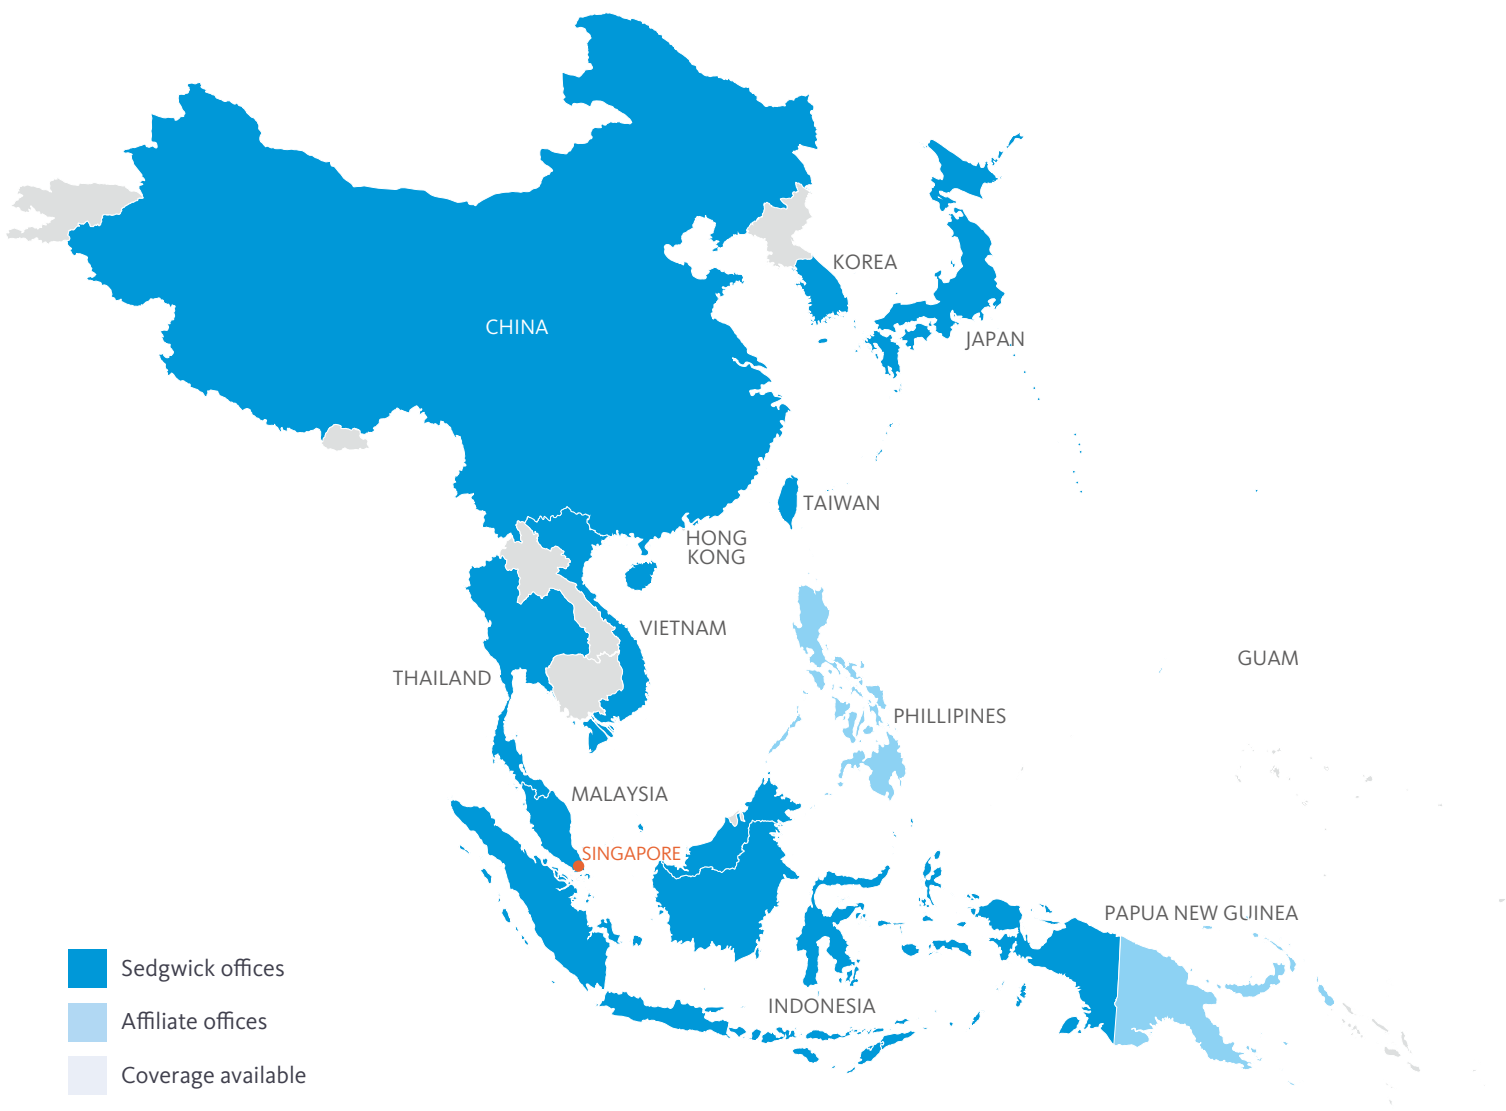 KOREA
CHINA
JAPAN
TAIWAN
HONG
KONG
VIETNAM
GUAM
THAILAND
PHILLIPINES
MALAYSIA
SINGAPORE
PAPUA NEW GUINEA
Sedgwick offices
INDONESIA
Affiliate offices
Coverage available